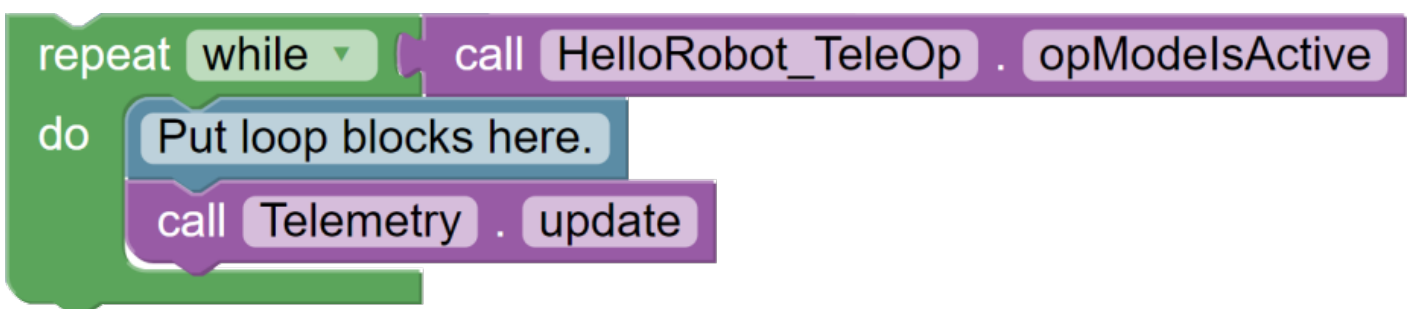 repeat while ▾ call HelloRobot_TeleOp . opModeIsActive
do Put loop blocks here.
call Telemetry . update